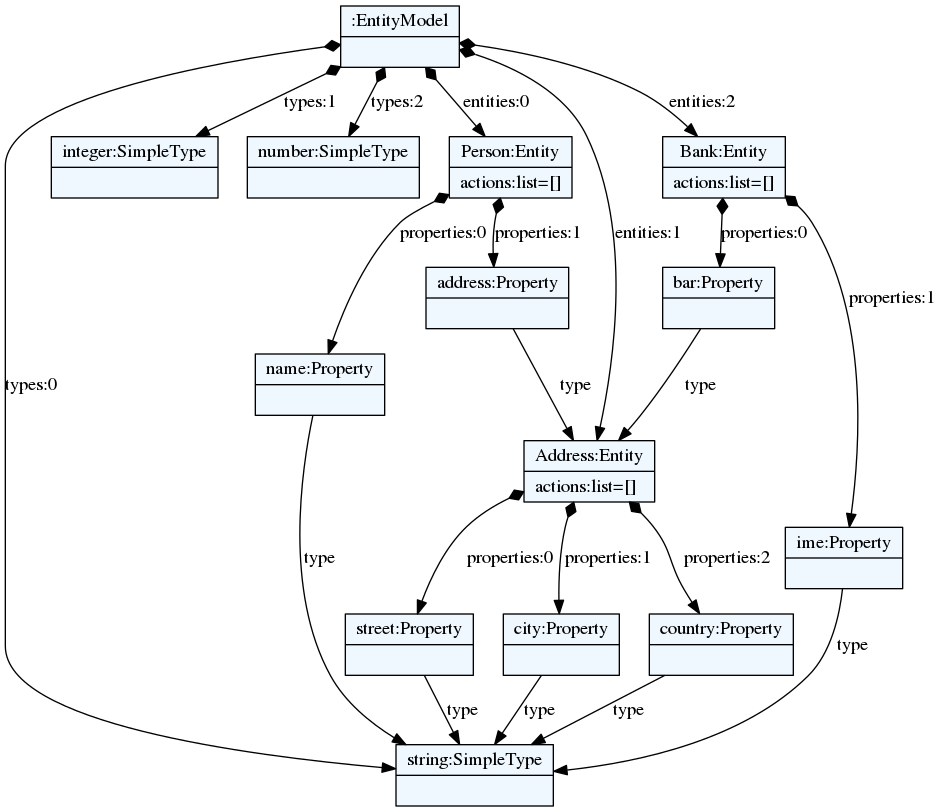 :EntityModel
types:1
types:2
entities:0
entities:2
integer:SimpleType
number:SimpleType
Person:Entity
actions:list=[]
Bank:Entity
actions:list=[]
properties:0
properties:1
entities:1
properties:0
address:Property
bar:Property
properties:1
name:Property
types:0
type
type
Address:Entity
actions:list=[]
ime:Property
type
properties:0
properties:1
properties:2
street:Property
city:Property
country:Property
type
type
type
type
string:SimpleType